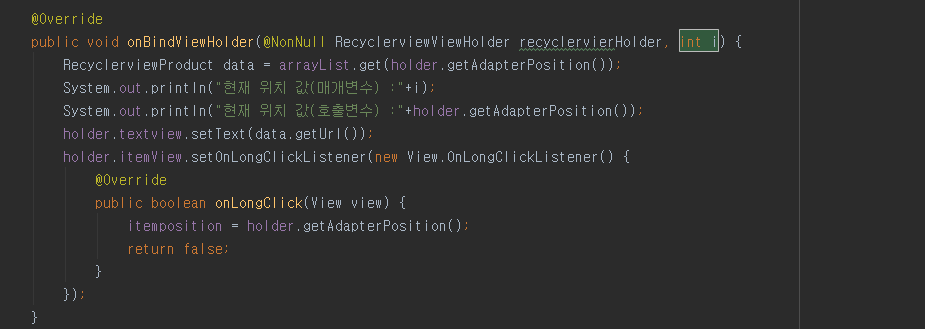 @Override
public void onBindViewHolder(@NonNull RecyclerviewViewHolder recyclervierHolder, int i) {
RecyclerviewProduct data = arrayList.get(holder.getAdapterPosition());
System.out.println("현재 위치 값(매개변수) :"+i);
System.out.println("현재 위치 값(호출변수) :"+holder.getAdapterPosition());
holder.textview.setText(data.getUrl());
holder.itemView.setOnLongClickListener(new View.OnLongClickListener() {
@Override
public boolean onLongClick(View view) {
itemposition = holder.getAdapterPosition();
return false;
}
});
}